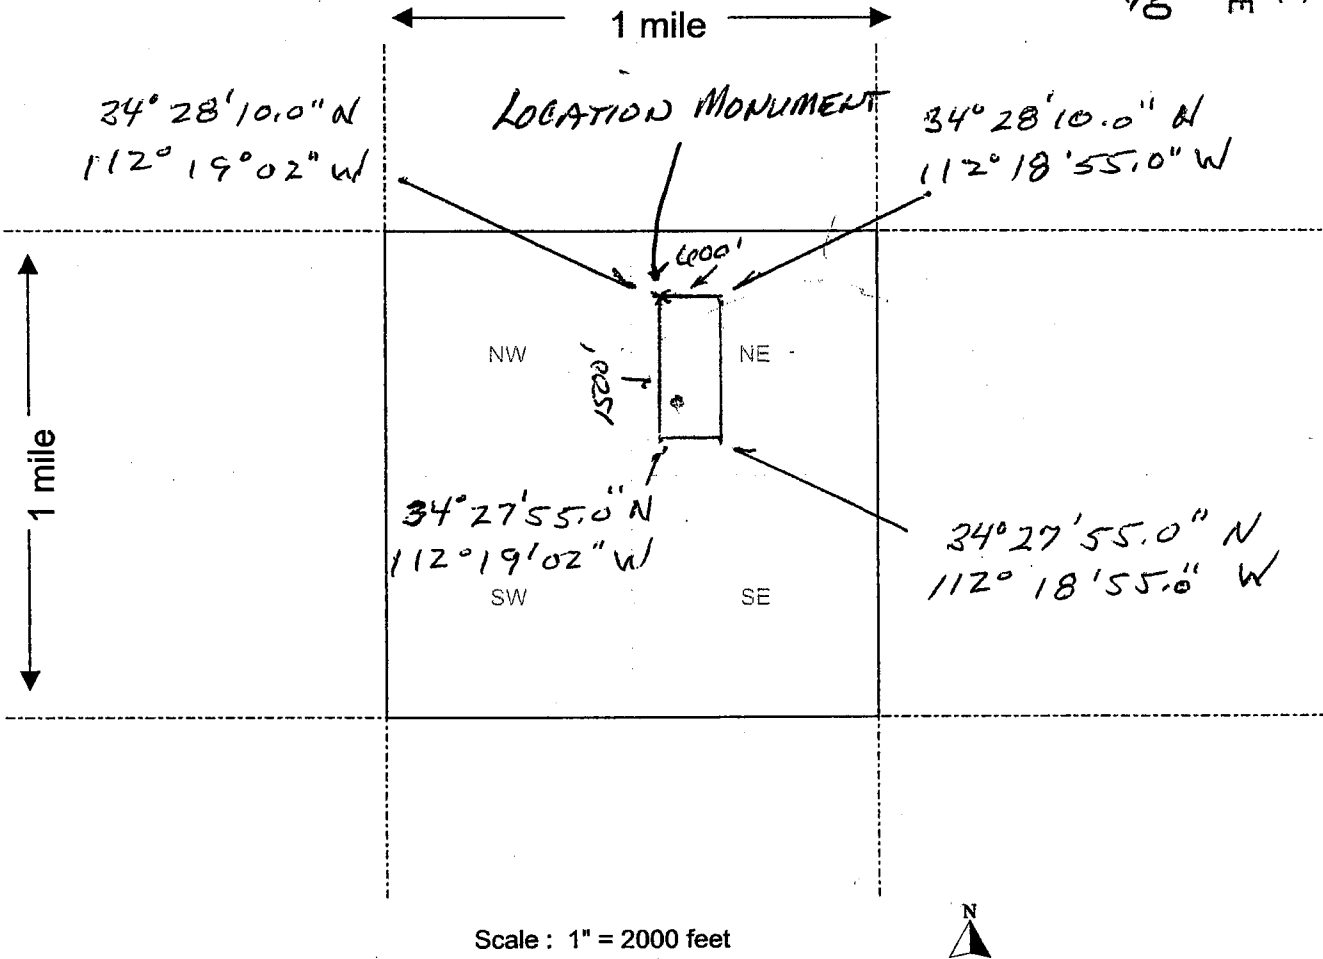 1 mile
34° 28' 10.0" N
112° 19° 02" W
LOCATION MONUMENT
34° 28' 10.0" N
112° 18' 55.0" W
600'
NW
NE
1500'
1 mile
34° 27' 55.0" N
112° 19' 02" W
34° 27' 55.0" N
112° 18' 55.0" W
SW
SE
N
Scale : 1" = 2000 feet